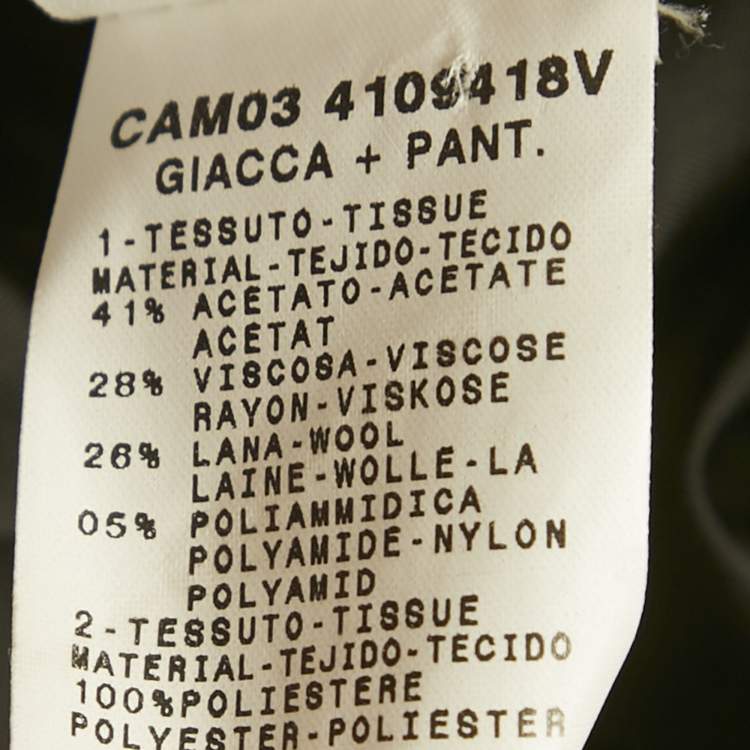 CAM03 4109418V
GIACCA + PANT.
1-TESSUTO-TISSUE
MATERIAL-TEJIDO-TECIDO
41% ACETATO-ACETATE
ACETAT
28% VISCOSA-VISCOSE
RAYON-VISKOSE
26% LANA-WOOL
LAINE-WOLLE-LA
05% POLIAMMIDICA
POLYAMIDE-NYLON
POLYAMID
2-TESSUTO-TISSUE
MATERIAL-TEJIDO-TECIDO
100%POLIESTERE
POLYESTER-POLIESTER